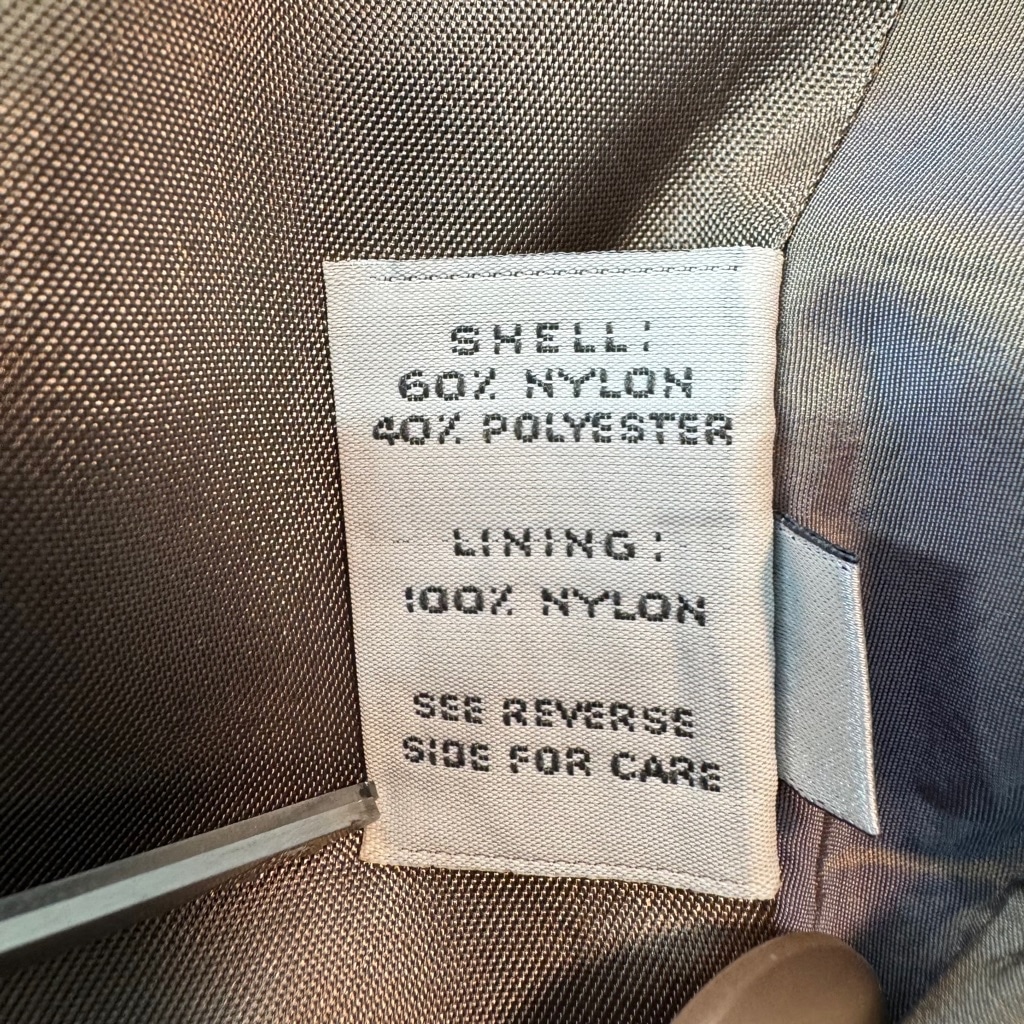 SHELL:
60% NYLON
40% POLYESTER
LINING:
100% NYLON
SEE REVERSE
SIDE FOR CARE